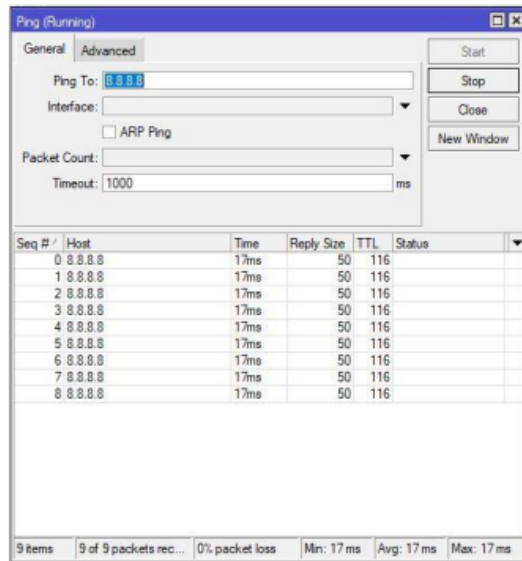 Ping (Running)
General Advanced
Start
Ping To: 8.8.8.8
Stop
Interface:
Close
ARP Ping
New Window
Packet Count:
Timeout: 1000 ms
Seq # Host Time Reply Size TTL Status
0 8.8.8.8 17ms 50 116
1 8.8.8.8 17ms 50 116
2 8.8.8.8 17ms 50 116
3 8.8.8.8 17ms 50 116
4 8.8.8.8 17ms 50 116
5 8.8.8.8 17ms 50 116
6 8.8.8.8 17ms 50 116
7 8.8.8.8 17ms 50 116
8 8.8.8.8 17ms 50 116
9 items 9 of 9 packets rec... 0% packet loss Min: 17 ms Avg: 17 ms Max: 17 ms